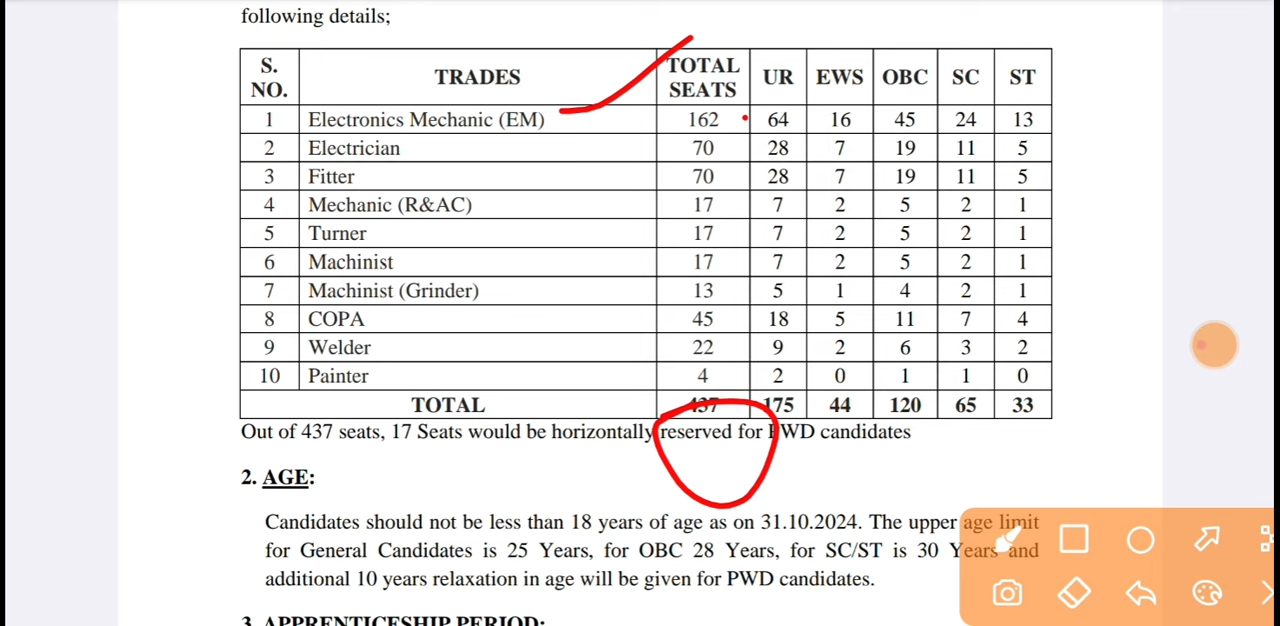 following details;
S. NO. TRADES TOTAL SEATS UR EWS OBC SC ST
1 Electronics Mechanic (EM) 162 64 16 45 24 13
2 Electrician 70 28 7 19 11 5
3 Fitter 70 28 7 19 11 5
4 Mechanic (R&AC) 17 7 2 5 2 1
5 Turner 17 7 2 5 2 1
6 Machinist 17 7 2 5 2 1
7 Machinist (Grinder) 13 5 1 4 2 1
8 COPA 45 18 5 11 7 4
9 Welder 22 9 2 6 3 2
10 Painter 4 2 0 1 1 0
TOTAL 437 175 44 120 65 33
Out of 437 seats, 17 Seats would be horizontally reserved for PWD candidates
2. AGE:
Candidates should not be less than 18 years of age as on 31.10.2024. The upper age limit
for General Candidates is 25 Years, for OBC 28 Years, for SC/ST is 30 Years and
additional 10 years relaxation in age will be given for PWD candidates.
3. APPRENTICESHIP PERIOD: